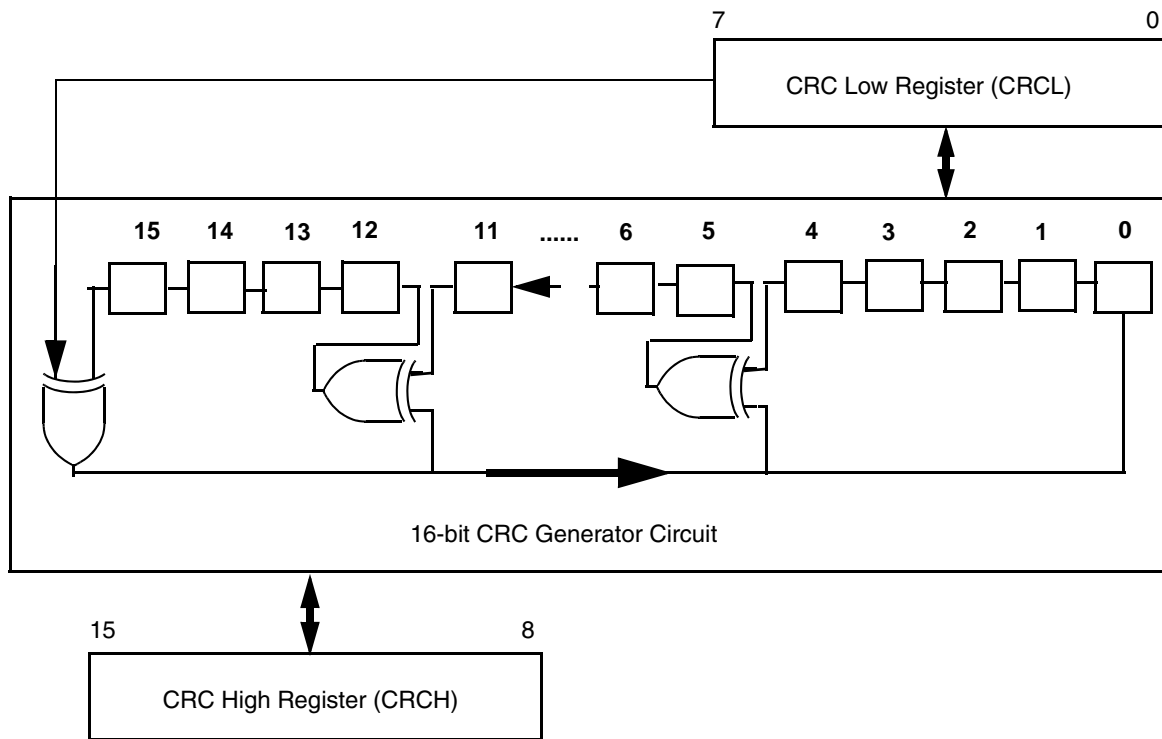 7 0
CRC Low Register (CRCL)
15 14 13 12 11 ...... 6 5 4 3 2 1 0
16-bit CRC Generator Circuit
15 8
CRC High Register (CRCH)